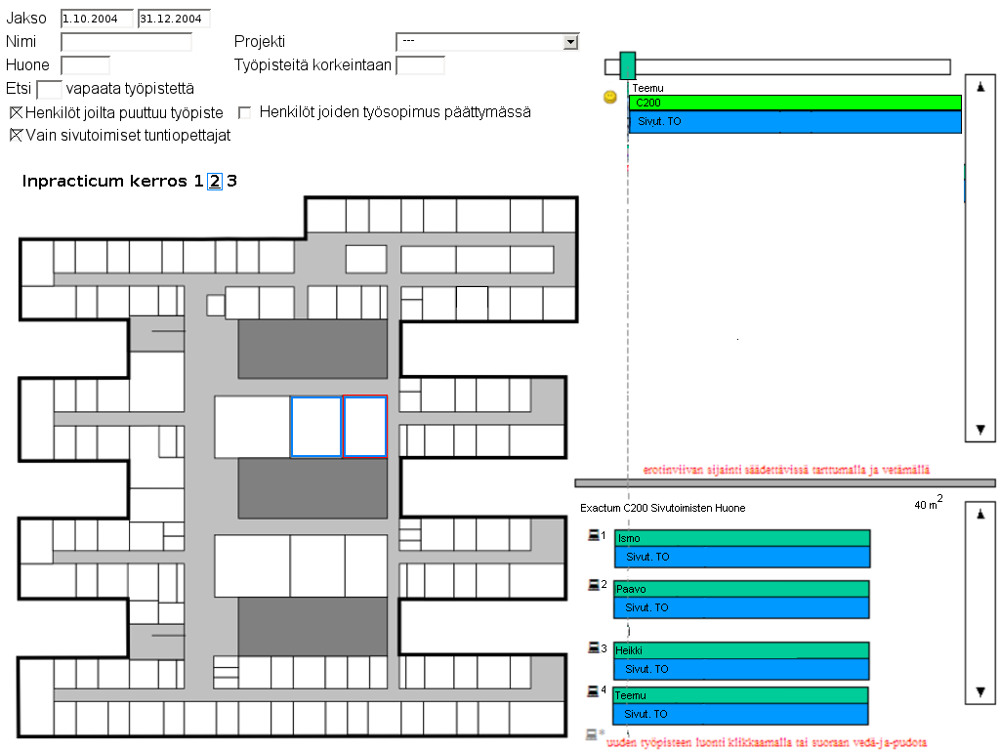 Jakso 1.10.2004 31.12.2004
Nimi
Projekti ---
Huone
Työpisteitä korkeintaan
Etsi vapaata työpistettä
Henkilöt joilta puuttuu työpiste
Henkilöt joiden työsopimus päättymässä
Vain sivutoimiset tuntiopettajat
Inpracticum kerros 1 2 3
Teemu
C200
Sivut. TO
erotinviivan sijainti säädettävissä tarttumalla ja vetämällä
Exactum C200 Sivutoimisten Huone 40 m2
1 Ismo
Sivut. TO
2 Paavo
Sivut. TO
3 Heikki
Sivut. TO
4 Teemu
Sivut. TO
* uuden työpisteen luonti klikkaamalla tai suoraan vedä-ja-pudota